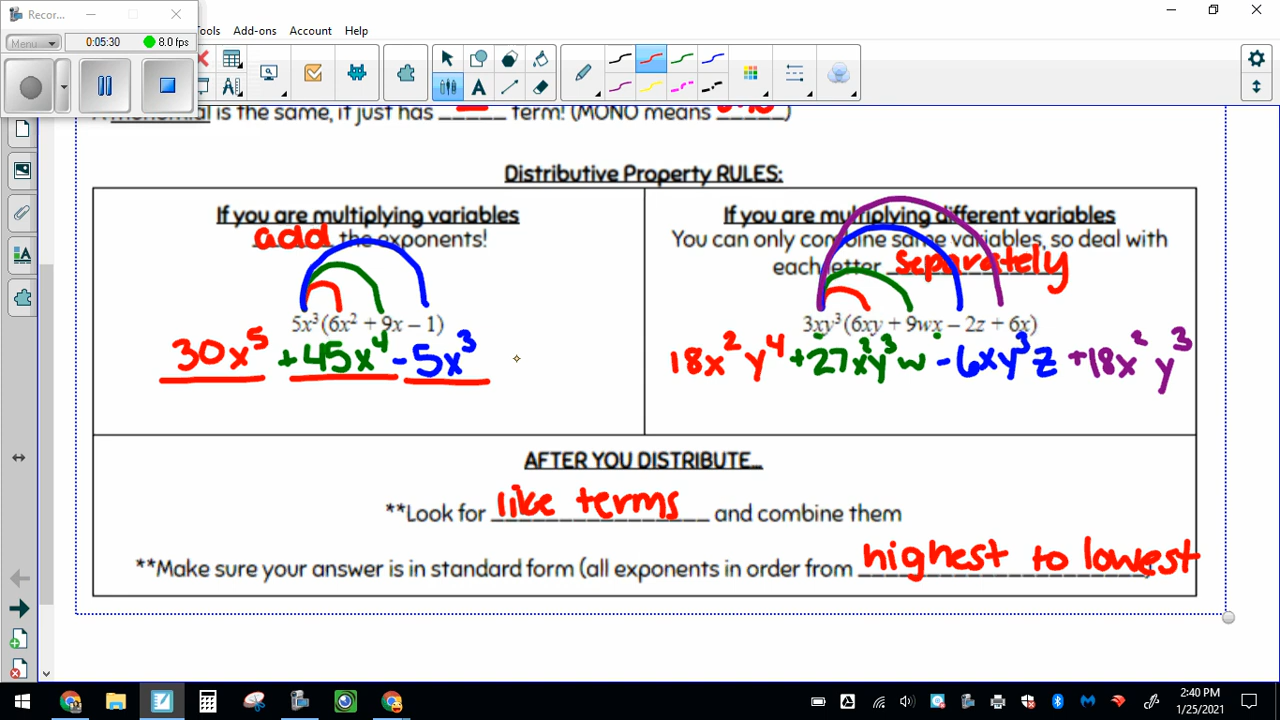 Recor...
Menu
0:05:30
8.0 fps
Tools Add-ons Account Help
is the same, it just has _____ term! (MONO means _____)
Distributive Property RULES:
If you are multiplying variables
add the exponents!
5x³(6x² + 9x − 1)
30x⁵ + 45x⁴ - 5x³
If you are multiplying different variables
You can only combine same variables, so deal with
each letter separately
3xy³(6xy + 9wx − 2z + 6x)
18x²y⁴ + 27x²y³w - 6xy³z + 18x²y³
AFTER YOU DISTRIBUTE...
**Look for like terms and combine them
**Make sure your answer is in standard form (all exponents in order from highest to lowest
2:40 PM
1/25/2021